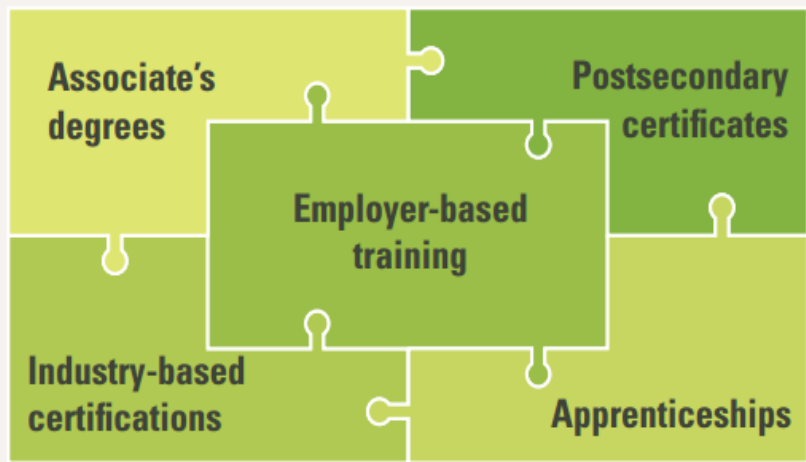 Associate's
degrees
Postsecondary
certificates
Employer-based
training
Industry-based
certifications
Apprenticeships